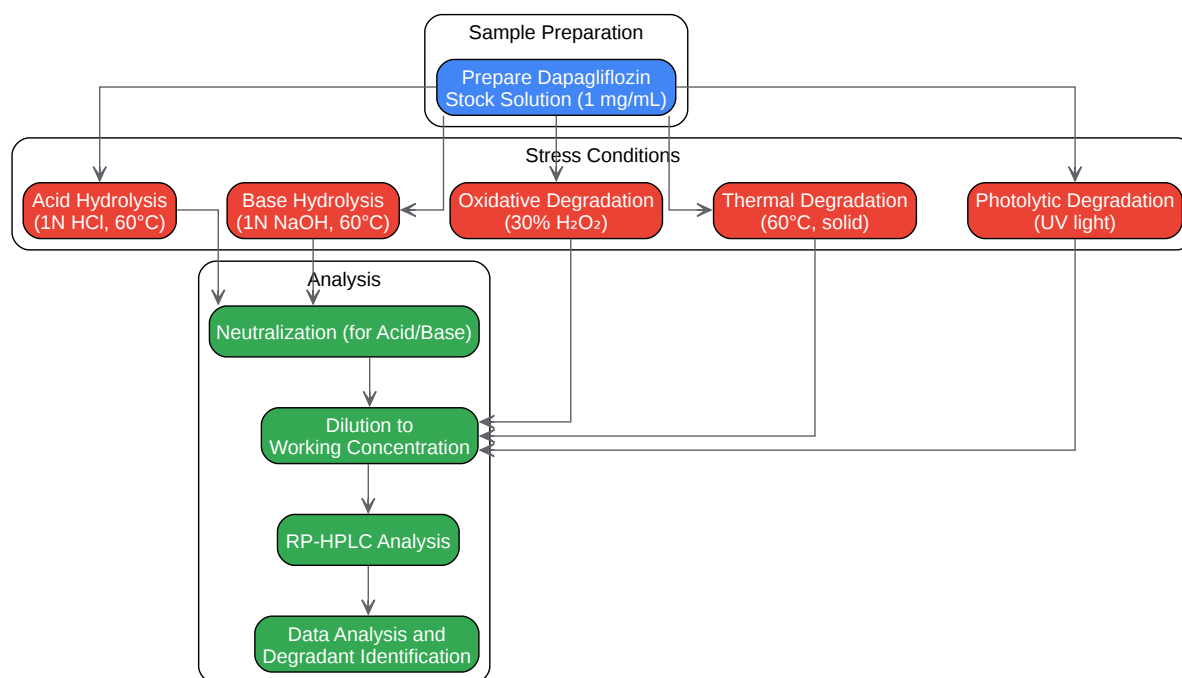 Sample Preparation
Prepare Dapagliflozin
Stock Solution (1 mg/mL)
Stress Conditions
Acid Hydrolysis
(1N HCl, 60°C)
Base Hydrolysis
(1N NaOH, 60°C)
Oxidative Degradation
(30% H₂O₂)
Thermal Degradation
(60°C, solid)
Photolytic Degradation
(UV light)
Analysis
Neutralization (for Acid/Base)
Dilution to
Working Concentration
RP-HPLC Analysis
Data Analysis and
Degradant Identification